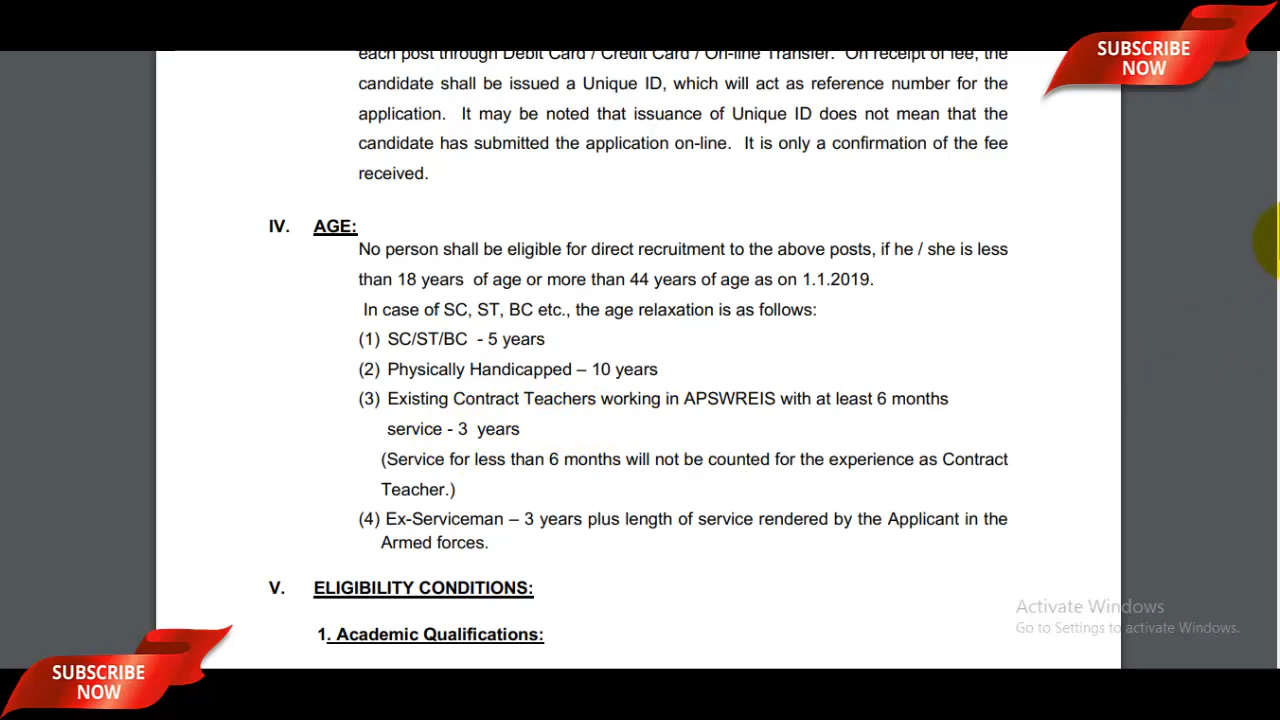 SUBSCRIBE
NOW
each post through Debit Card / Credit Card / On-line Transfer.  On receipt of fee, the
candidate shall be issued a Unique ID, which will act as reference number for the
application.  It may be noted that issuance of Unique ID does not mean that the
candidate has submitted the application on-line.  It is only a confirmation of the fee
received.
IV. AGE:
No person shall be eligible for direct recruitment to the above posts, if he / she is less
than 18 years  of age or more than 44 years of age as on 1.1.2019.
In case of SC, ST, BC etc., the age relaxation is as follows:
(1) SC/ST/BC  - 5 years
(2) Physically Handicapped – 10 years
(3) Existing Contract Teachers working in APSWREIS with at least 6 months
service - 3  years
(Service for less than 6 months will not be counted for the experience as Contract
Teacher.)
(4) Ex-Serviceman – 3 years plus length of service rendered by the Applicant in the
Armed forces.
V. ELIGIBILITY CONDITIONS:
1. Academic Qualifications:
Activate Windows
Go to Settings to activate Windows.
SUBSCRIBE
NOW